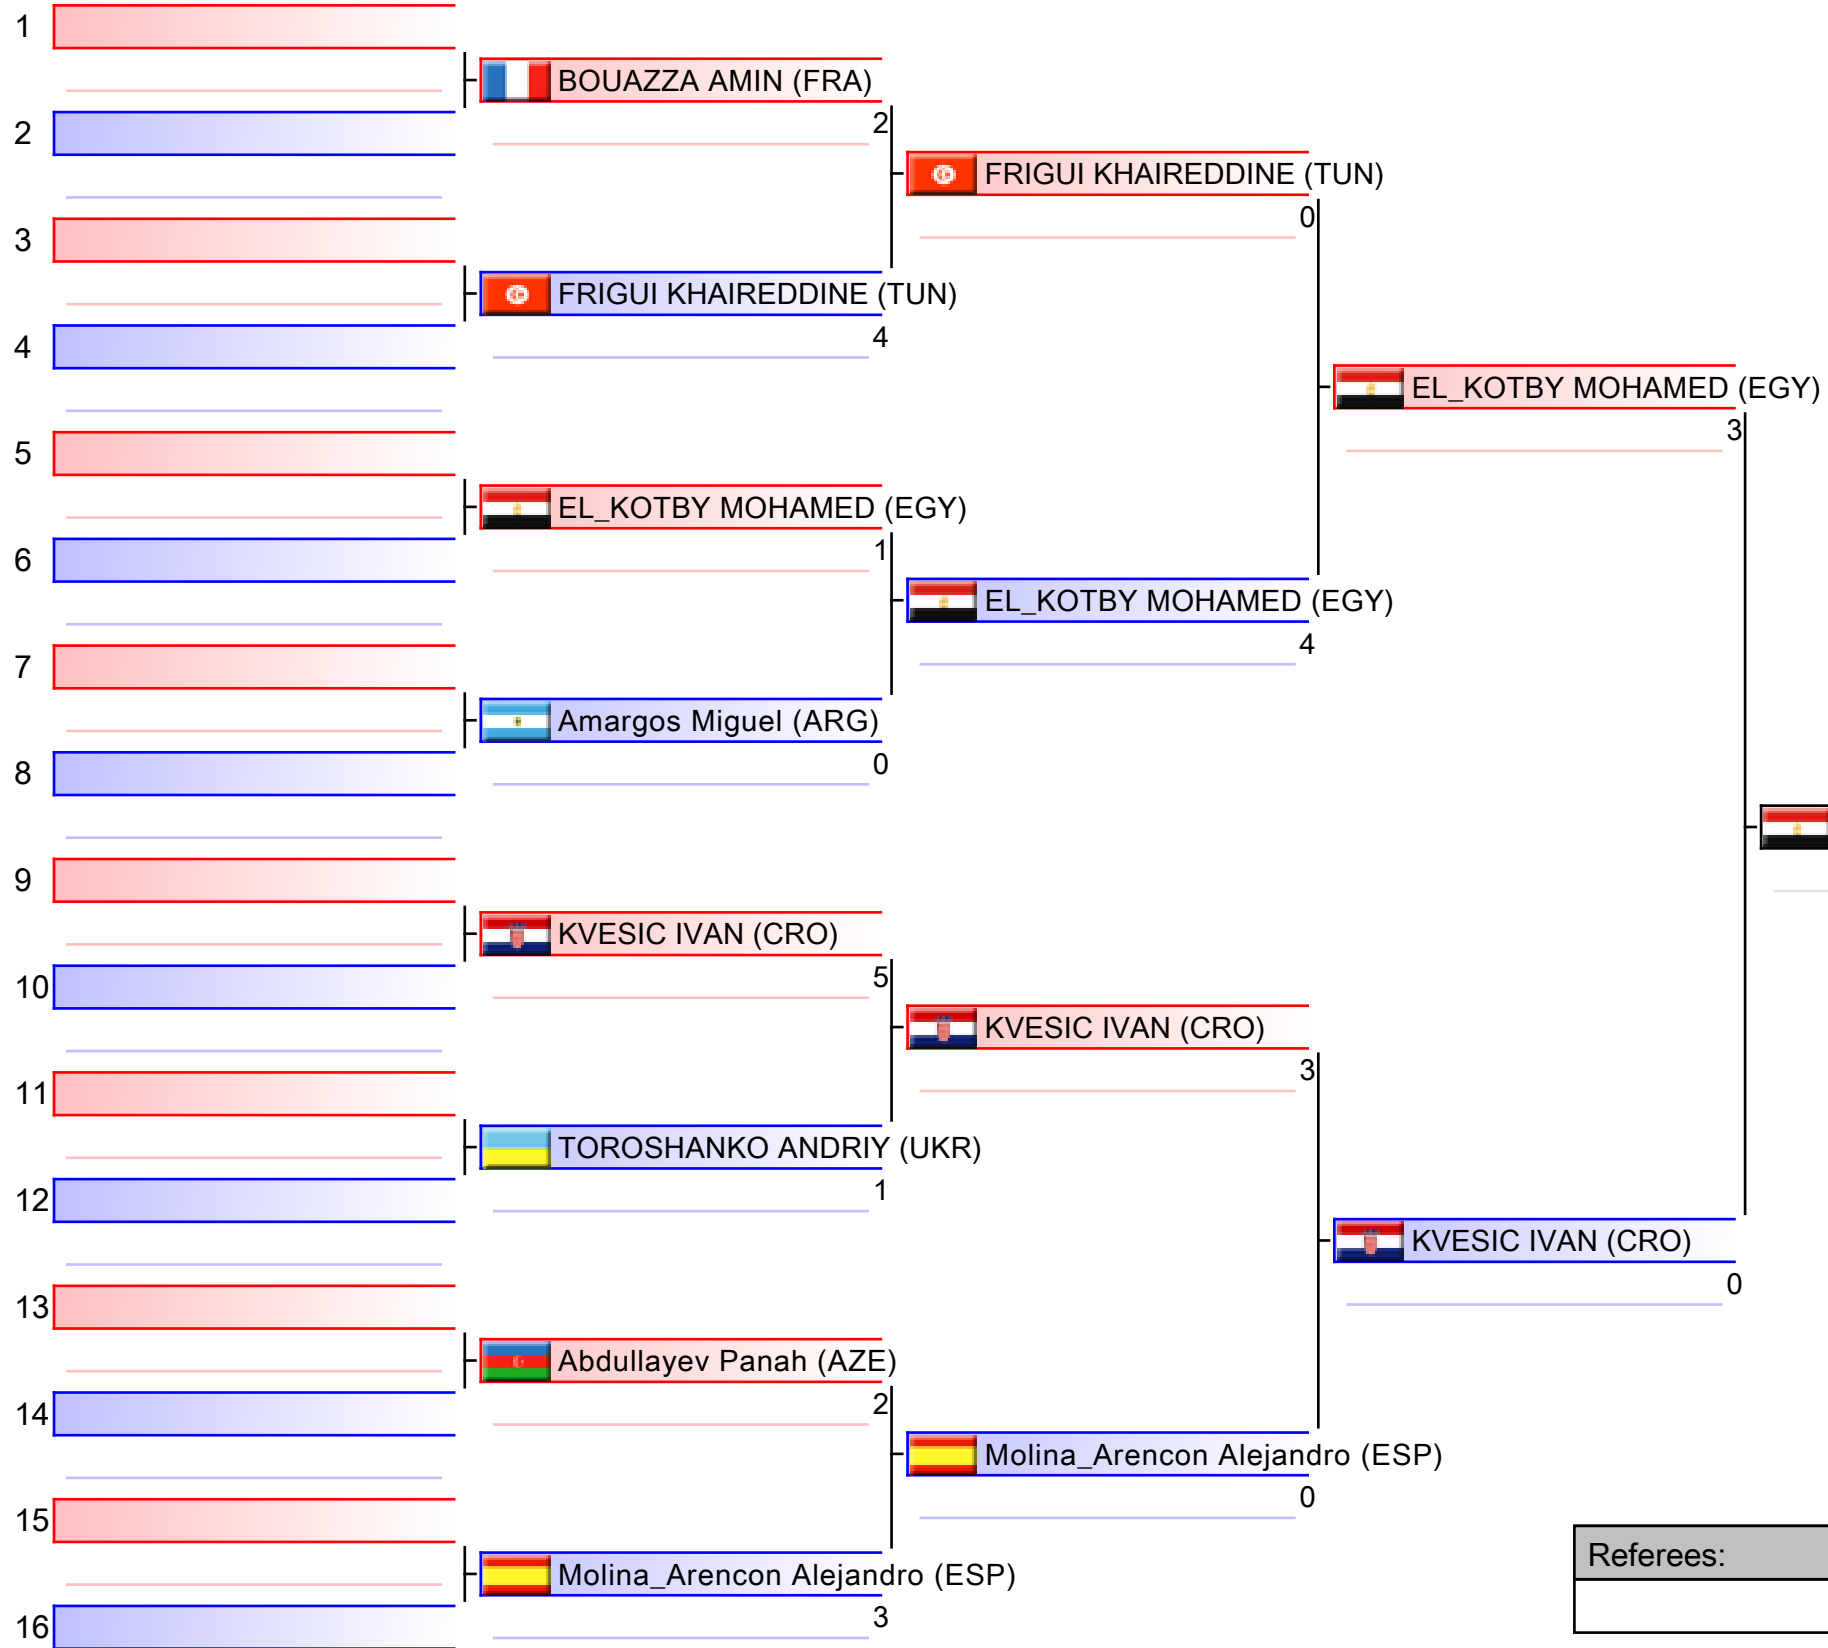 1
BOUAZZA AMIN (FRA)
2
2
FRIGUI KHAIREDDINE (TUN)
0
3
FRIGUI KHAIREDDINE (TUN)
4
4
EL_KOTBY MOHAMED (EGY)
3
5
EL_KOTBY MOHAMED (EGY)
1
6
EL_KOTBY MOHAMED (EGY)
4
7
Amargos Miguel (ARG)
0
8
9
KVESIC IVAN (CRO)
5
10
KVESIC IVAN (CRO)
3
11
TOROSHANKO ANDRIY (UKR)
1
12
KVESIC IVAN (CRO)
0
13
Abdullayev Panah (AZE)
2
14
Molina_Arencon Alejandro (ESP)
0
15
Molina_Arencon Alejandro (ESP)
3
16
Referees: